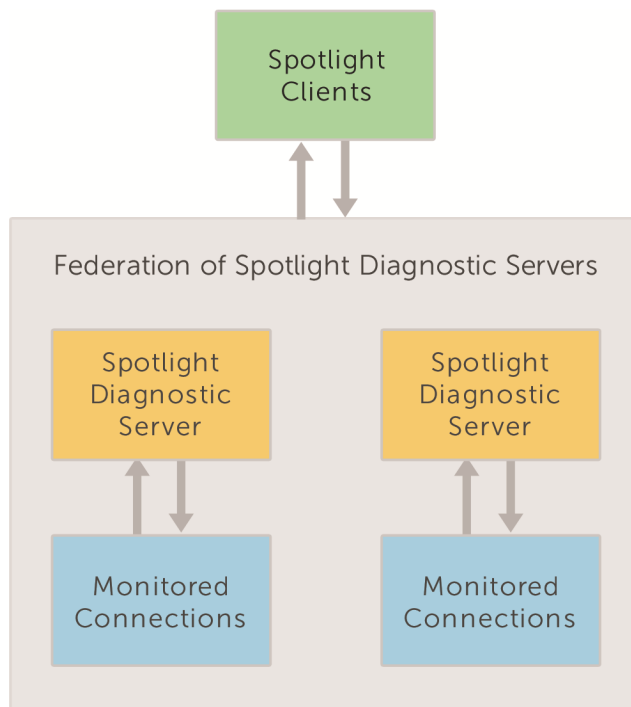 Spotlight
Clients
Federation of Spotlight Diagnostic Servers
Spotlight
Diagnostic
Server
Spotlight
Diagnostic
Server
Monitored
Connections
Monitored
Connections